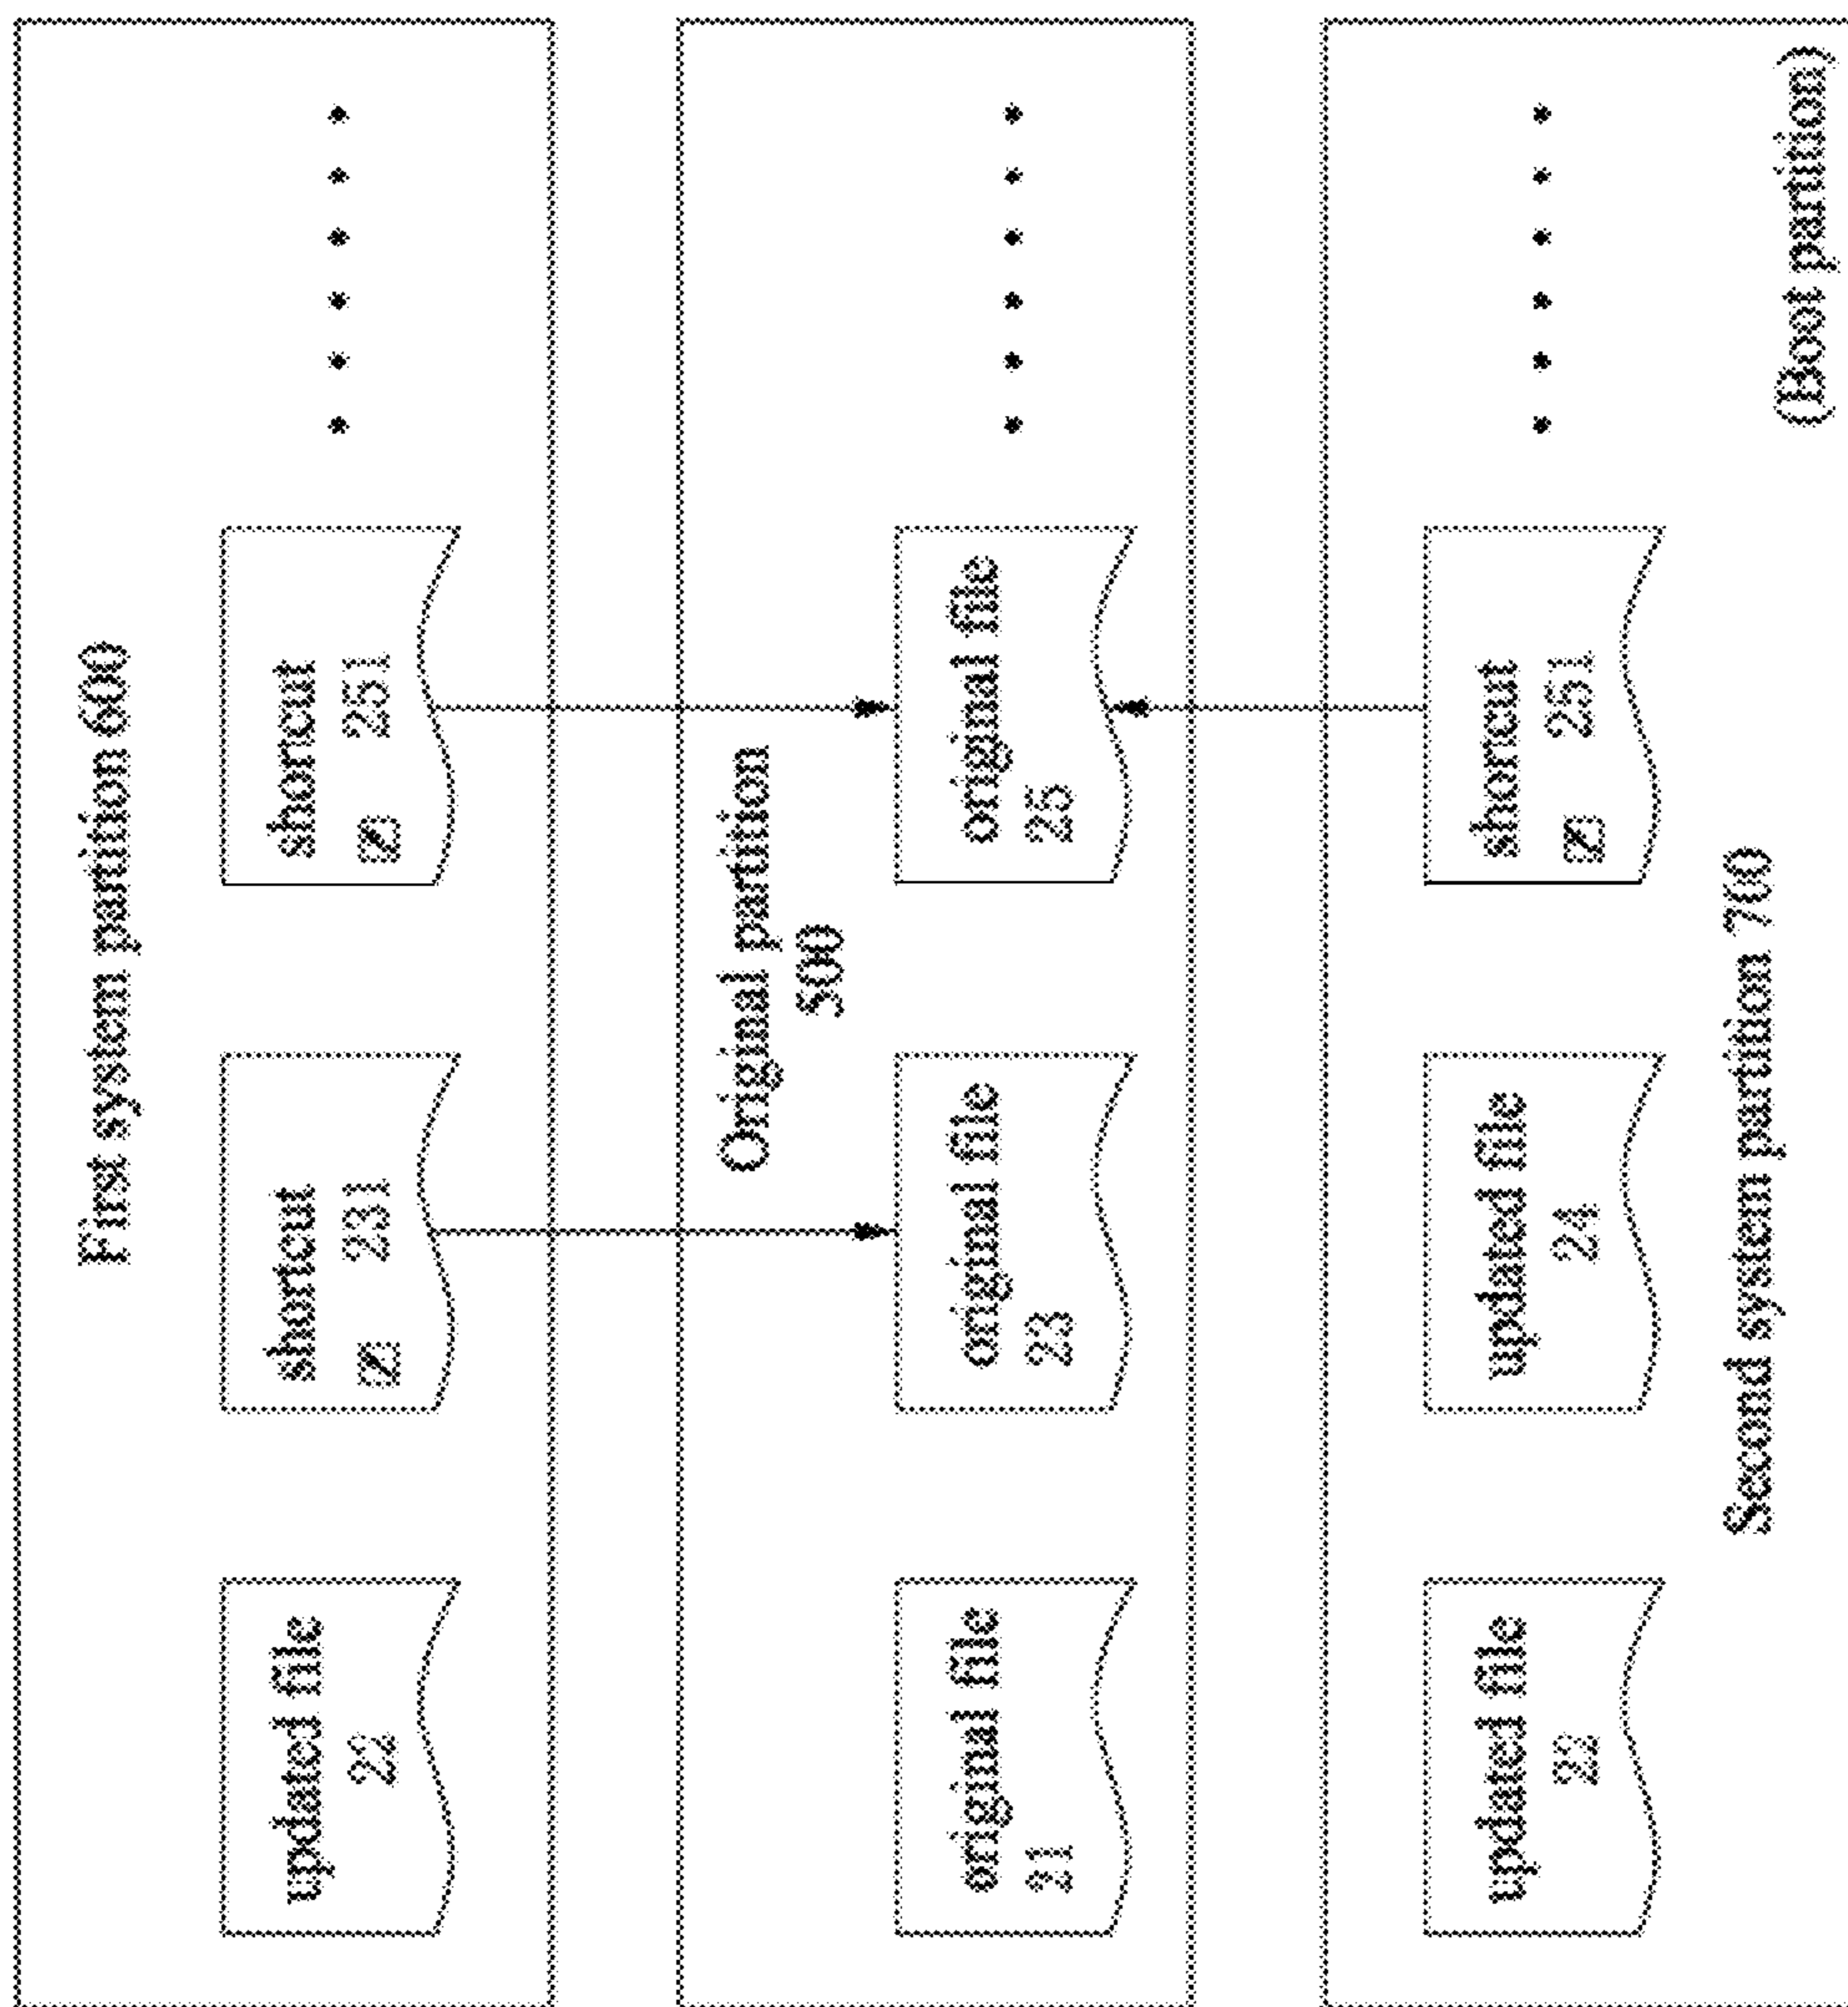 First system partition 600
updated file
22
shortcut
231
shortcut
251
Original partition
500
original file
21
original file
23
original file
25
updated file
22
updated file
24
shortcut
251
Second system partition 700
(Boot partition)